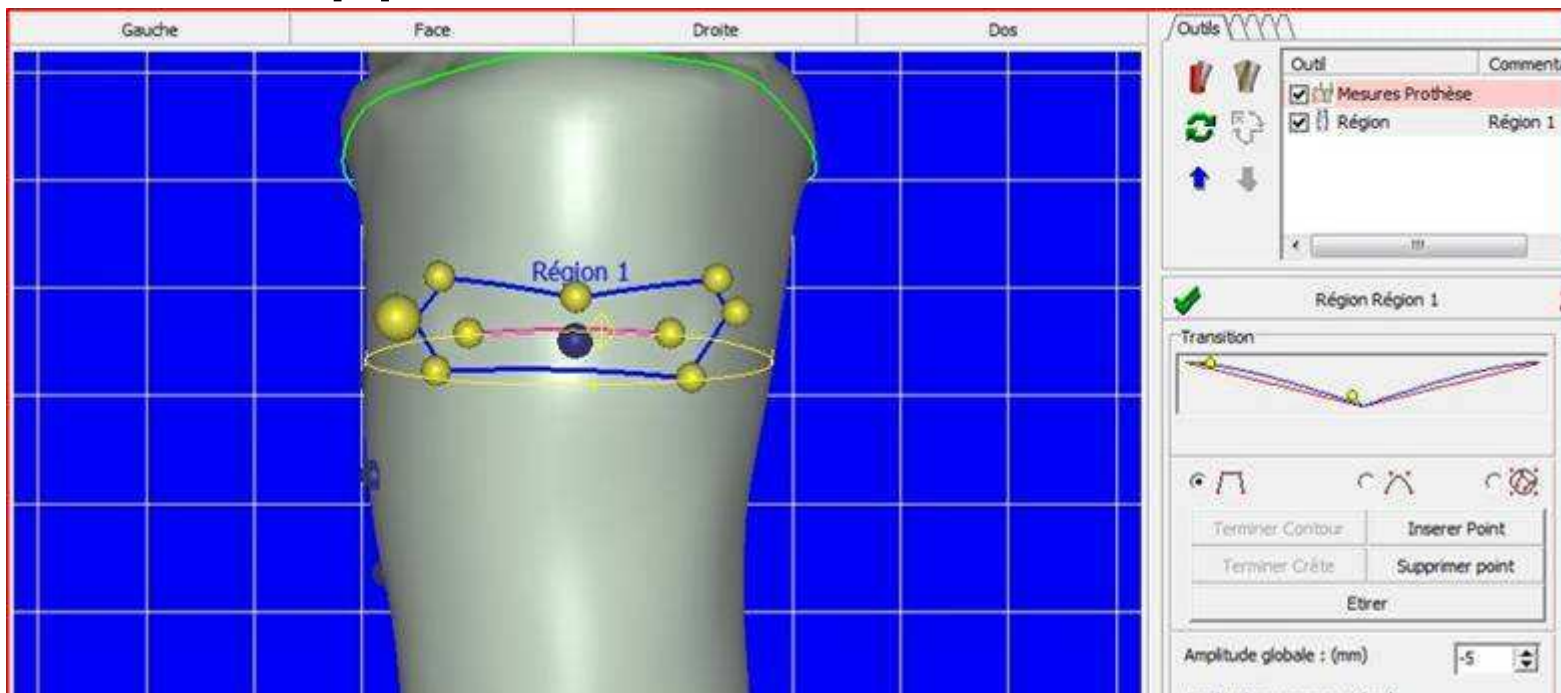 Gauche Face Droite Dos
Outils
Outil Commenta
Mesures Prothèse
Région Région 1
Région 1
Région Région 1
Transition
Terminer Contour Inserer Point
Terminer Crête Supprimer point
Etirer
Amplitude globale : (mm) -5